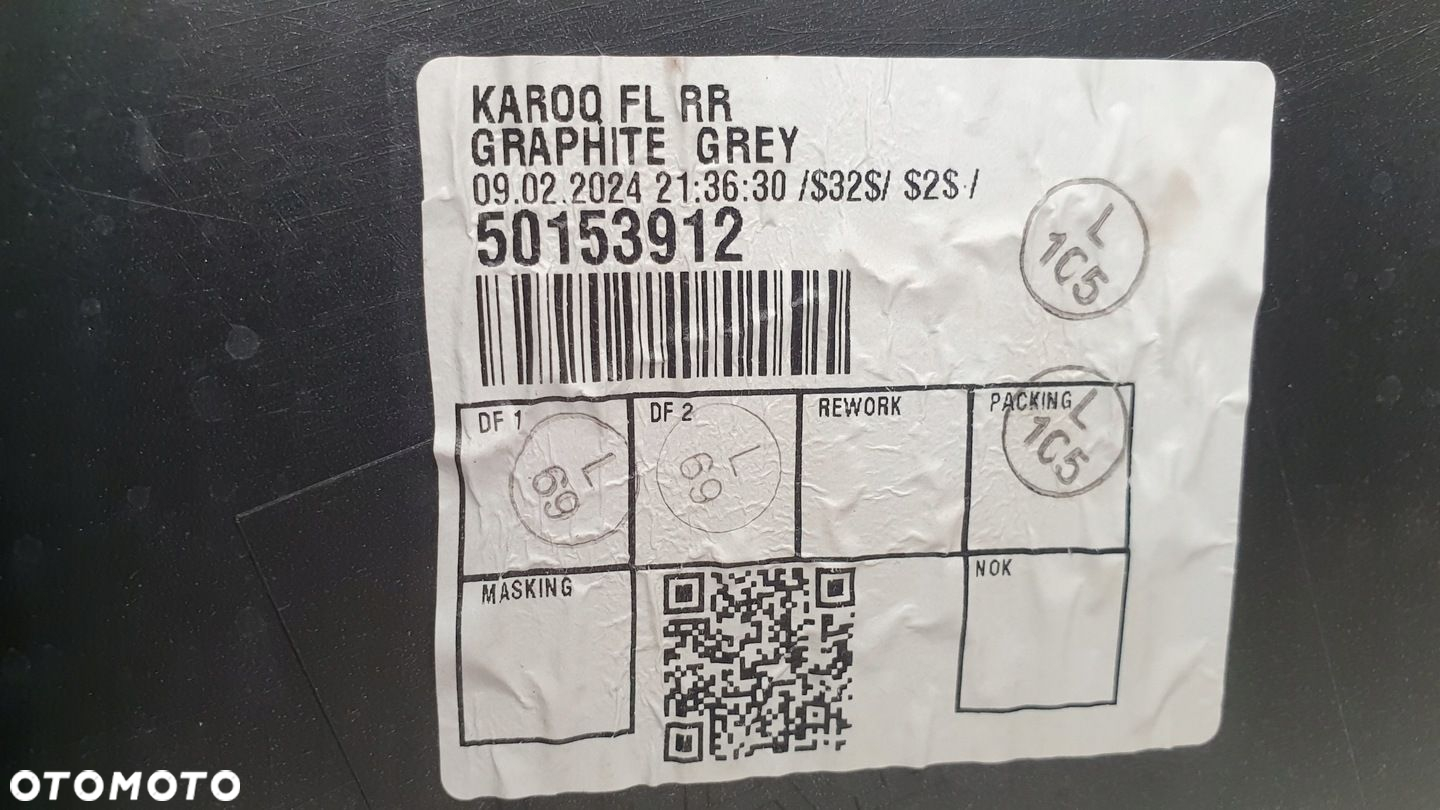 KAROQ FL RR
GRAPHITE GREY
09.02.2024 21:36:30 /$32$/ $2$ /
50153912
L
1C5
DF 1
L
69
DF 2
L
69
REWORK
PACKING
L
1C5
MASKING
NOK
OTOMOTO